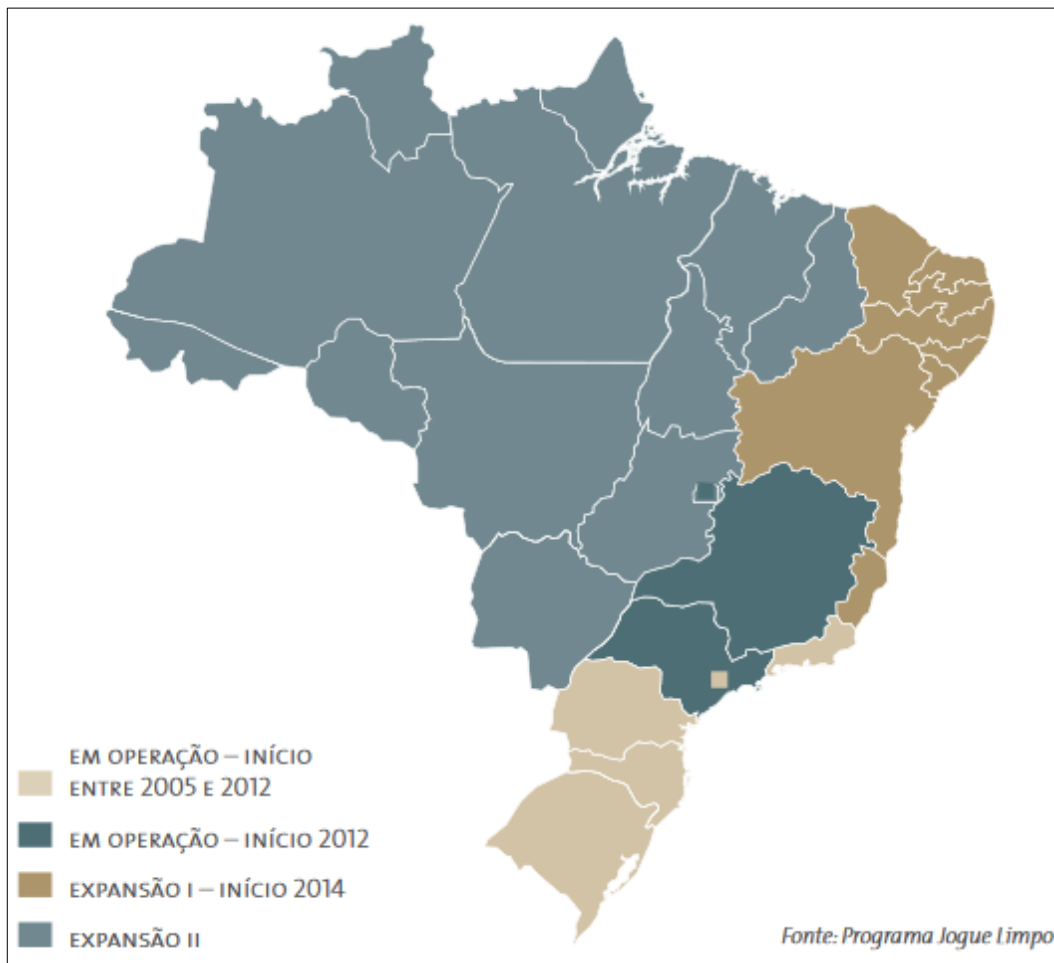 EM OPERAÇÃO – INÍCIO
ENTRE 2005 E 2012
EM OPERAÇÃO – INÍCIO 2012
EXPANSÃO I – INÍCIO 2014
EXPANSÃO II
Fonte: Programa Jogue Limpo